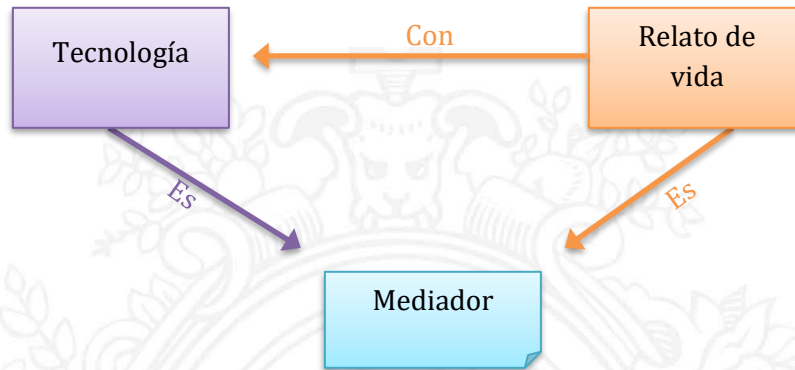 Tecnología
Con
Relato de
vida
Es
Es
Mediador